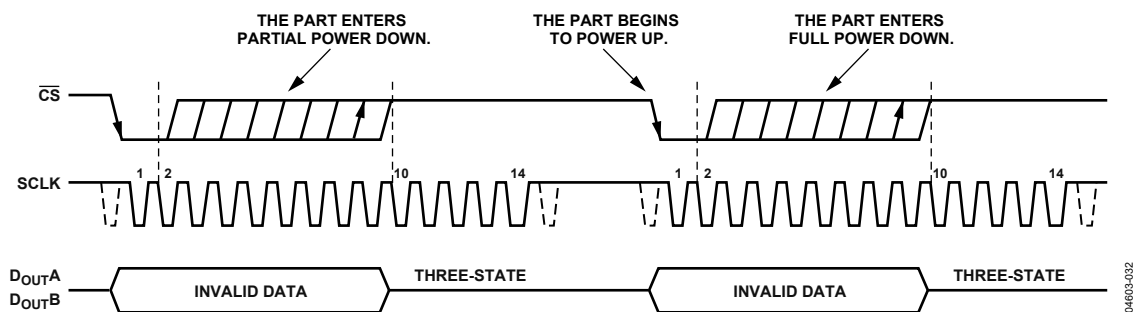 THE PART ENTERS
PARTIAL POWER DOWN.
THE PART BEGINS
TO POWER UP.
THE PART ENTERS
FULL POWER DOWN.
CS
SCLK
1 2 10 14 1 2 10 14
DOUTA
DOUTB
INVALID DATA THREE-STATE INVALID DATA THREE-STATE
04603-032